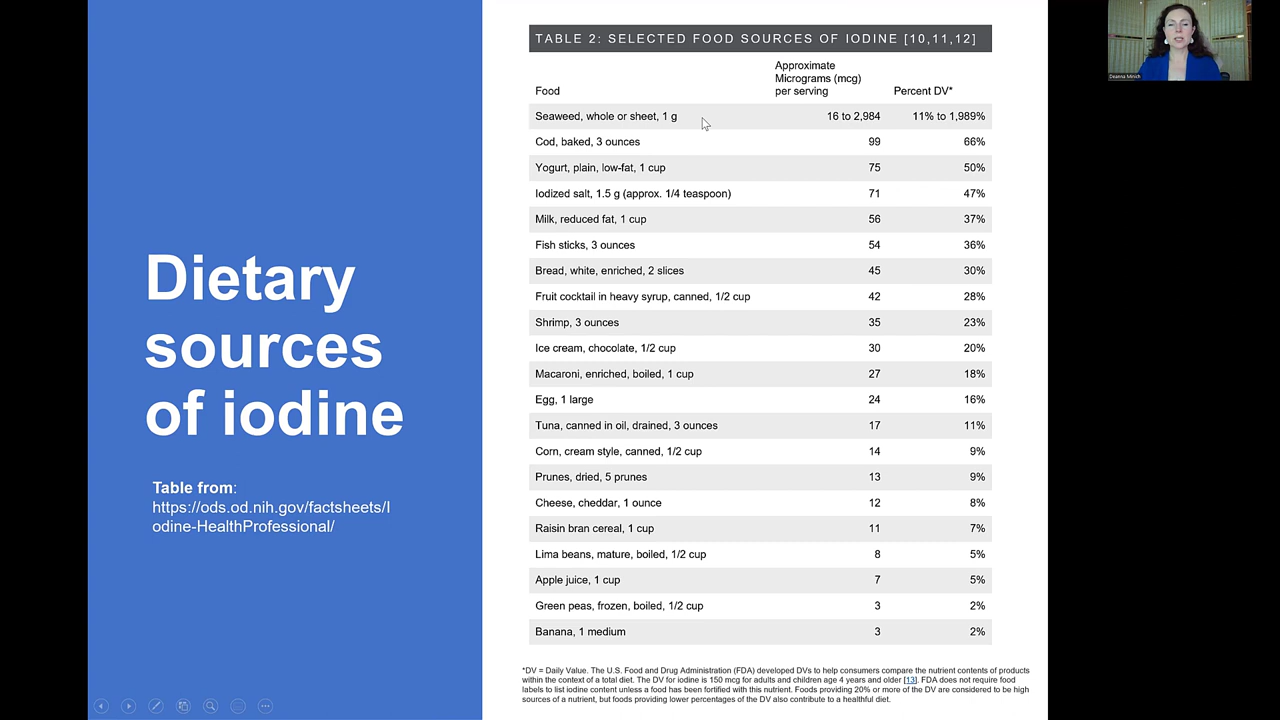 Dietary
sources
of iodine
Table from:
https://ods.od.nih.gov/factsheets/I
odine-HealthProfessional/
TABLE 2: SELECTED FOOD SOURCES OF IODINE [10,11,12]
Food Approximate Micrograms (mcg) per serving Percent DV*
Seaweed, whole or sheet, 1 g 16 to 2,984 11% to 1,989%
Cod, baked, 3 ounces 99 66%
Yogurt, plain, low-fat, 1 cup 75 50%
Iodized salt, 1.5 g (approx. 1/4 teaspoon) 71 47%
Milk, reduced fat, 1 cup 56 37%
Fish sticks, 3 ounces 54 36%
Bread, white, enriched, 2 slices 45 30%
Fruit cocktail in heavy syrup, canned, 1/2 cup 42 28%
Shrimp, 3 ounces 35 23%
Ice cream, chocolate, 1/2 cup 30 20%
Macaroni, enriched, boiled, 1 cup 27 18%
Egg, 1 large 24 16%
Tuna, canned in oil, drained, 3 ounces 17 11%
Corn, cream style, canned, 1/2 cup 14 9%
Prunes, dried, 5 prunes 13 9%
Cheese, cheddar, 1 ounce 12 8%
Raisin bran cereal, 1 cup 11 7%
Lima beans, mature, boiled, 1/2 cup 8 5%
Apple juice, 1 cup 7 5%
Green peas, frozen, boiled, 1/2 cup 3 2%
Banana, 1 medium 3 2%
*DV = Daily Value. The U.S. Food and Drug Administration (FDA) developed DVs to help consumers compare the nutrient contents of products
within the context of a total diet. The DV for iodine is 150 mcg for adults and children age 4 years and older [13]. FDA does not require food
labels to list iodine content unless a food has been fortified with this nutrient. Foods providing 20% or more of the DV are considered to be high
sources of a nutrient, but foods providing lower percentages of the DV also contribute to a healthful diet.
Deanna Minich